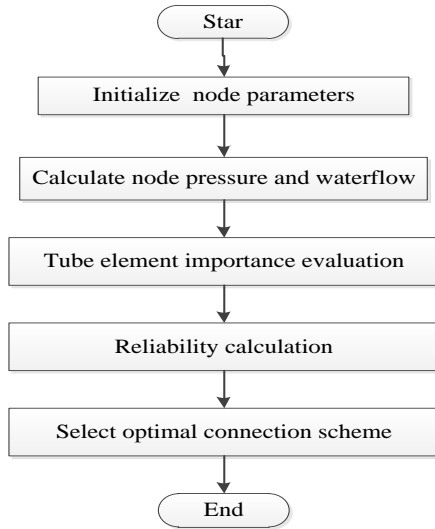 Star
Initialize node parameters
Calculate node pressure and waterflow
Tube element importance evaluation
Reliability calculation
Select optimal connection scheme
End